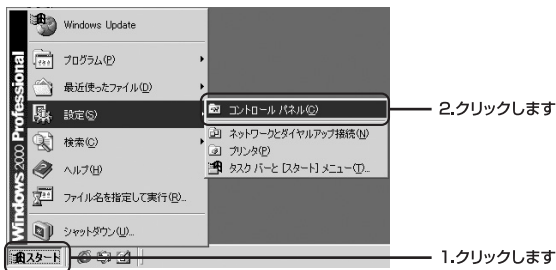 Windows 2000 Professional
Windows Update
プログラム(P)
最近使ったファイル(D)
設定(S)
検索(C)
ヘルプ(H)
ファイル名を指定して実行(R)...
シャットダウン(U)...
スタート
コントロール パネル(C)
ネットワークとダイヤルアップ接続(N)
プリンタ(P)
タスク バーと [スタート] メニュー(T)...
2.クリックします
1.クリックします